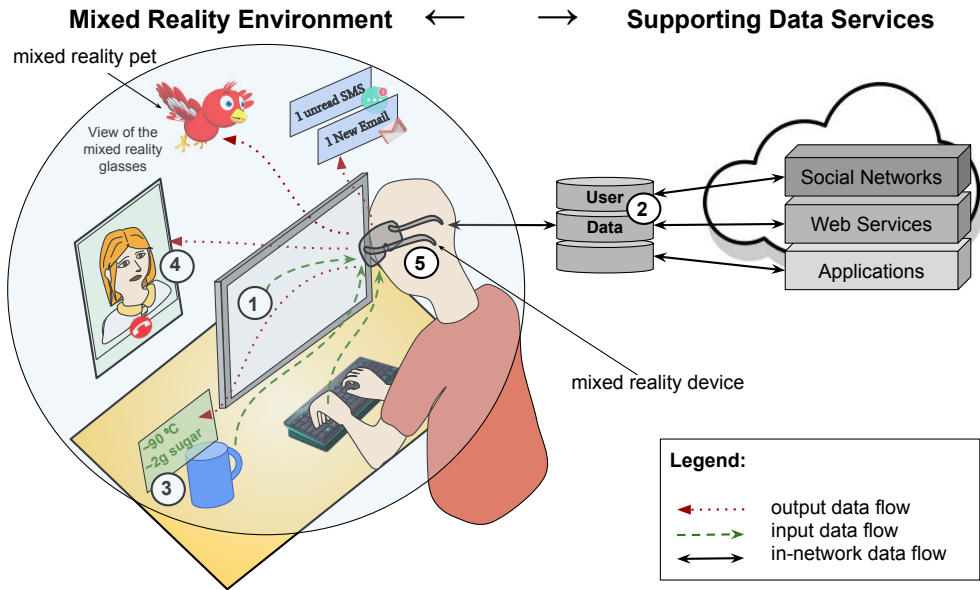 Mixed Reality Environment ← → Supporting Data Services
mixed reality pet
1 unread SMS
1 New Email
View of the
mixed reality
glasses
User
Data
2
Social Networks
Web Services
Applications
4
5
1
mixed reality device
~90 ºC
~2g sugar
3
Legend:
output data flow
input data flow
in-network data flow